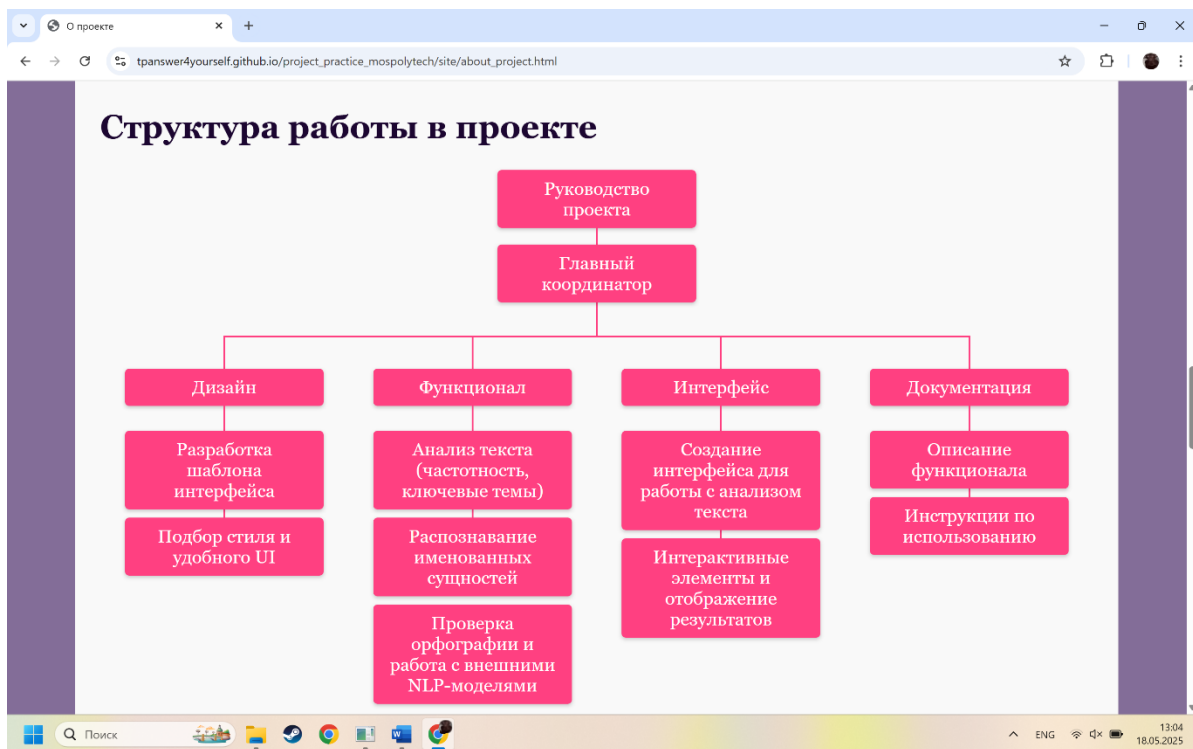 О проекте
tpanswer4yourself.github.io/project_practice_mospolytech/site/about_project.html
Структура работы в проекте
Руководство
проекта
Главный
координатор
Дизайн
Разработка
шаблона
интерфейса
Подбор стиля и
удобного UI
Функционал
Анализ текста
(частотность,
ключевые темы)
Распознавание
именованных
сущностей
Проверка
орфографии и
работа с внешними
NLP-моделями
Интерфейс
Создание
интерфейса для
работы с анализом
текста
Интерактивные
элементы и
отображение
результатов
Документация
Описание
функционала
Инструкции по
использованию
Поиск
ENG
13:04
18.05.2025